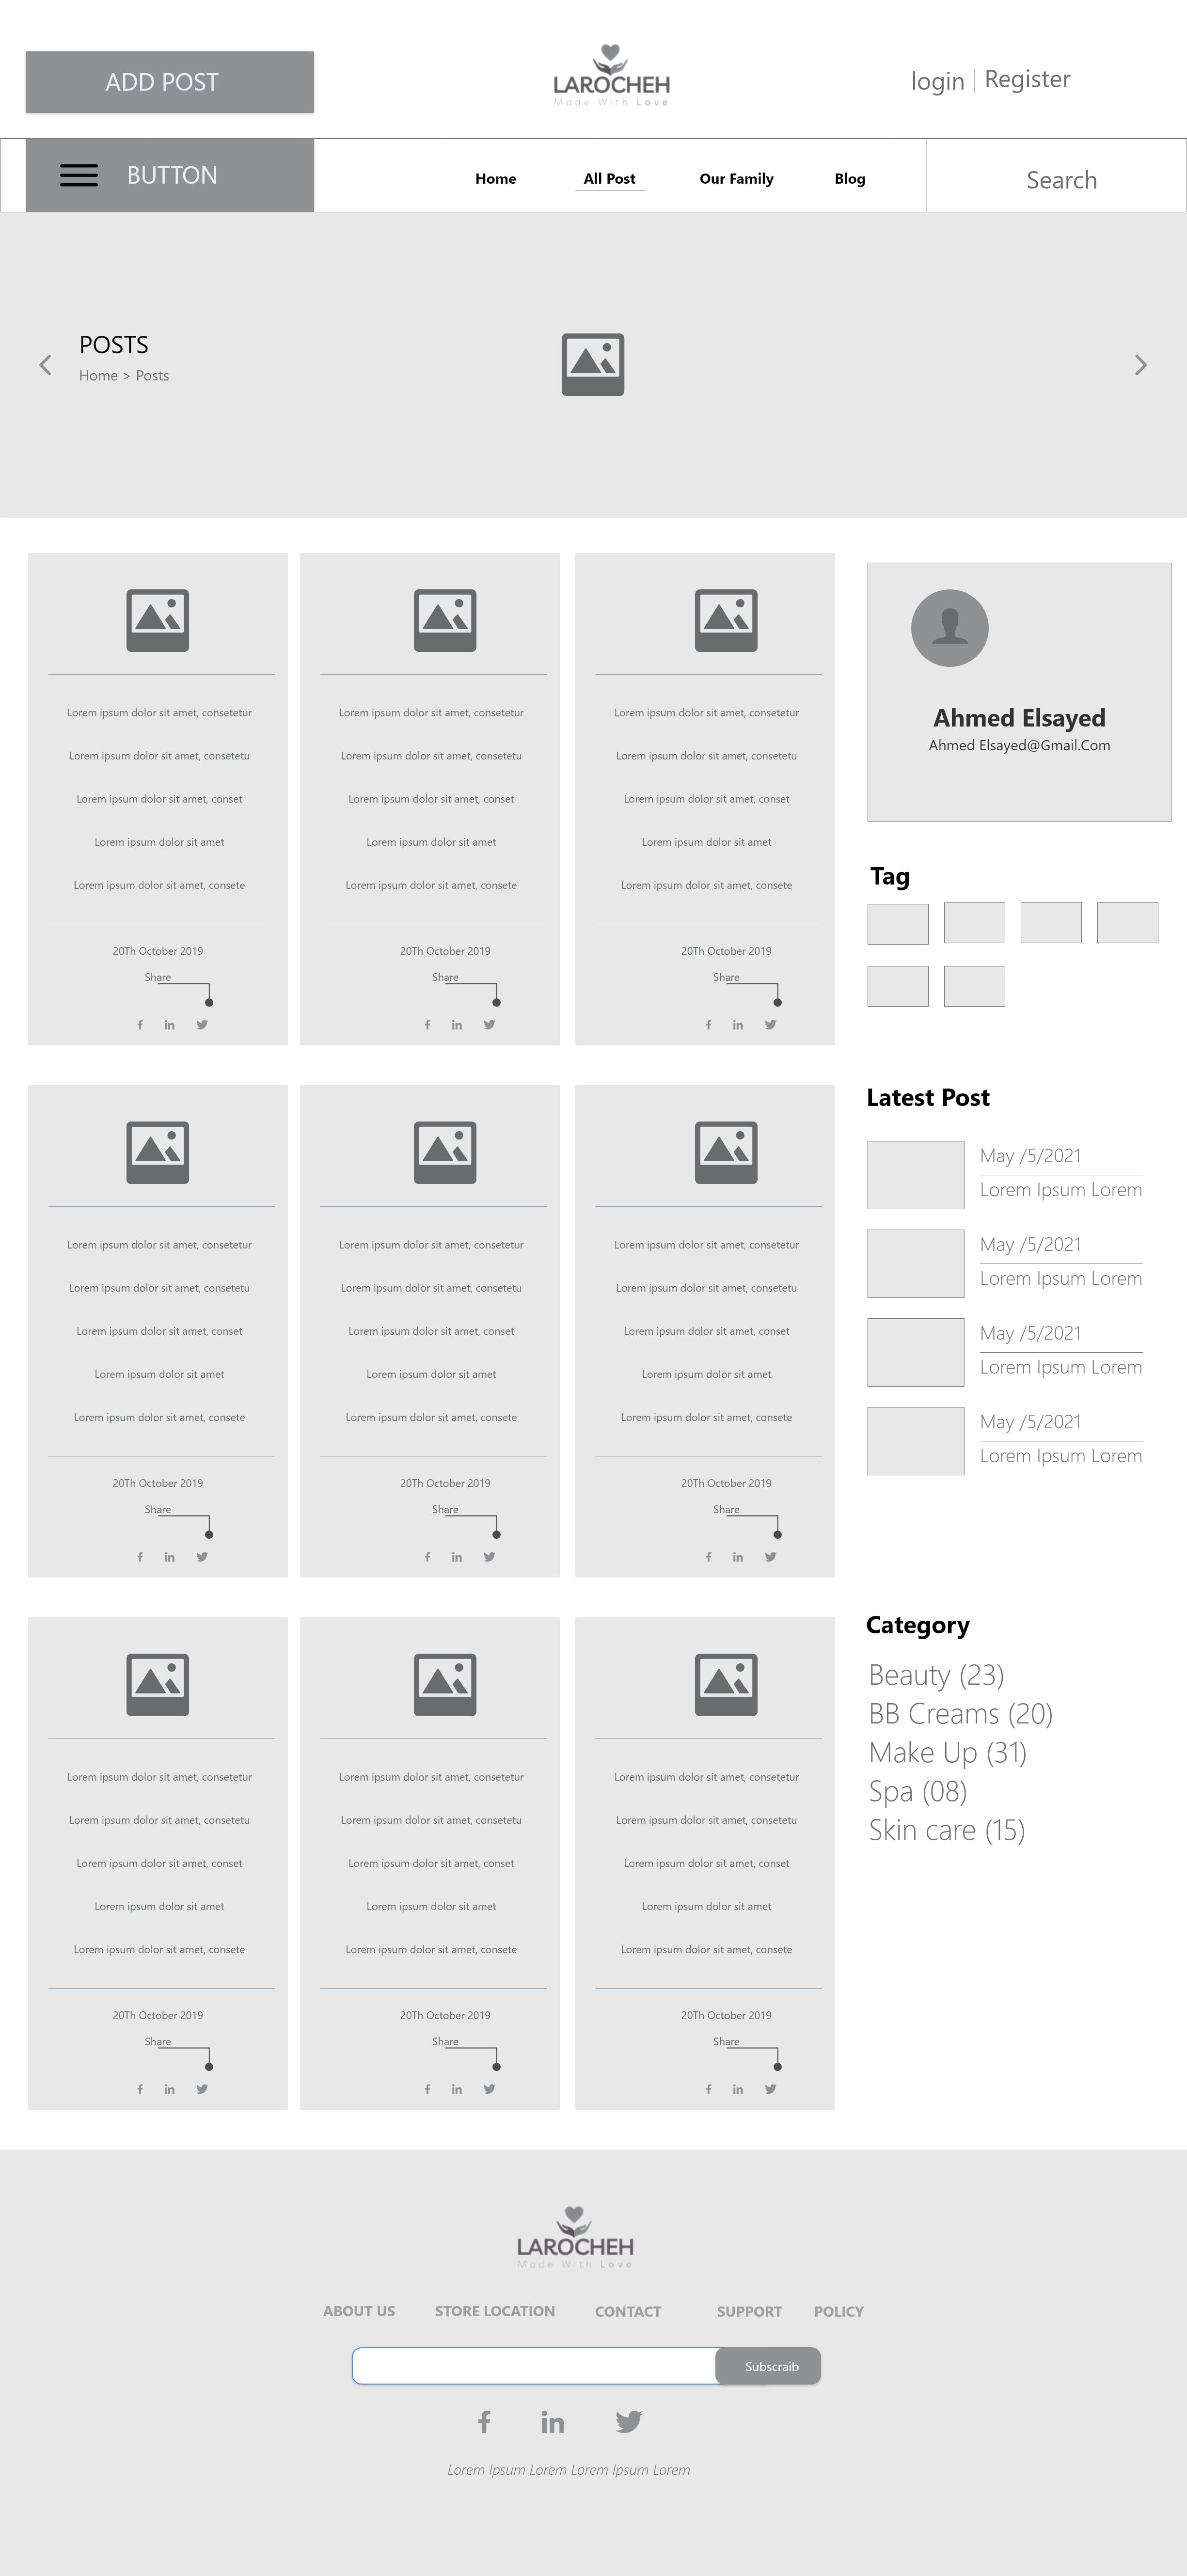 ADD POST
LAROCHEH
Made With Love
login | Register
BUTTON
Home
All Post
Our Family
Blog
Search
POSTS
Home > Posts
Lorem ipsum dolor sit amet, consetetur
Lorem ipsum dolor sit amet, consetetu
Lorem ipsum dolor sit amet, conset
Lorem ipsum dolor sit amet
Lorem ipsum dolor sit amet, consete
20Th October 2019
Share
Lorem ipsum dolor sit amet, consetetur
Lorem ipsum dolor sit amet, consetetu
Lorem ipsum dolor sit amet, conset
Lorem ipsum dolor sit amet
Lorem ipsum dolor sit amet, consete
20Th October 2019
Share
Lorem ipsum dolor sit amet, consetetur
Lorem ipsum dolor sit amet, consetetu
Lorem ipsum dolor sit amet, conset
Lorem ipsum dolor sit amet
Lorem ipsum dolor sit amet, consete
20Th October 2019
Share
Lorem ipsum dolor sit amet, consetetur
Lorem ipsum dolor sit amet, consetetu
Lorem ipsum dolor sit amet, conset
Lorem ipsum dolor sit amet
Lorem ipsum dolor sit amet, consete
20Th October 2019
Share
Lorem ipsum dolor sit amet, consetetur
Lorem ipsum dolor sit amet, consetetu
Lorem ipsum dolor sit amet, conset
Lorem ipsum dolor sit amet
Lorem ipsum dolor sit amet, consete
20Th October 2019
Share
Lorem ipsum dolor sit amet, consetetur
Lorem ipsum dolor sit amet, consetetu
Lorem ipsum dolor sit amet, conset
Lorem ipsum dolor sit amet
Lorem ipsum dolor sit amet, consete
20Th October 2019
Share
Lorem ipsum dolor sit amet, consetetur
Lorem ipsum dolor sit amet, consetetu
Lorem ipsum dolor sit amet, conset
Lorem ipsum dolor sit amet
Lorem ipsum dolor sit amet, consete
20Th October 2019
Share
Lorem ipsum dolor sit amet, consetetur
Lorem ipsum dolor sit amet, consetetu
Lorem ipsum dolor sit amet, conset
Lorem ipsum dolor sit amet
Lorem ipsum dolor sit amet, consete
20Th October 2019
Share
Lorem ipsum dolor sit amet, consetetur
Lorem ipsum dolor sit amet, consetetu
Lorem ipsum dolor sit amet, conset
Lorem ipsum dolor sit amet
Lorem ipsum dolor sit amet, consete
20Th October 2019
Share
Ahmed Elsayed
Ahmed Elsayed@Gmail.Com
Tag
Latest Post
May /5/2021
Lorem Ipsum Lorem
May /5/2021
Lorem Ipsum Lorem
May /5/2021
Lorem Ipsum Lorem
May /5/2021
Lorem Ipsum Lorem
Category
Beauty (23)
BB Creams (20)
Make Up (31)
Spa (08)
Skin care (15)
LAROCHEH
Made With Love
ABOUT US
STORE LOCATION
CONTACT
SUPPORT
POLICY
Subscraib
Lorem Ipsum Lorem Lorem Ipsum Lorem